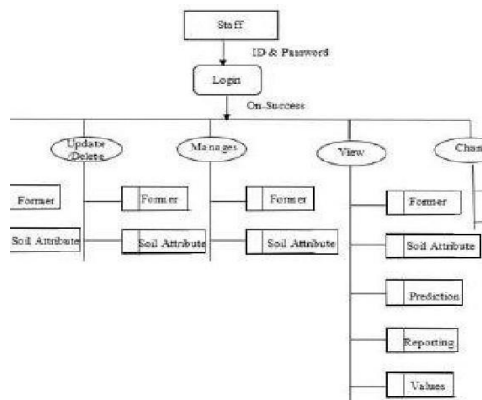 Staff
ID & Password
Login
On-Success
Update
/Delete
Manages
View
Chan
Former
Former
Former
Former
Soil Attribute
Soil Attribute
Soil Attribute
Soil Attribute
Prediction
Reporting
Values